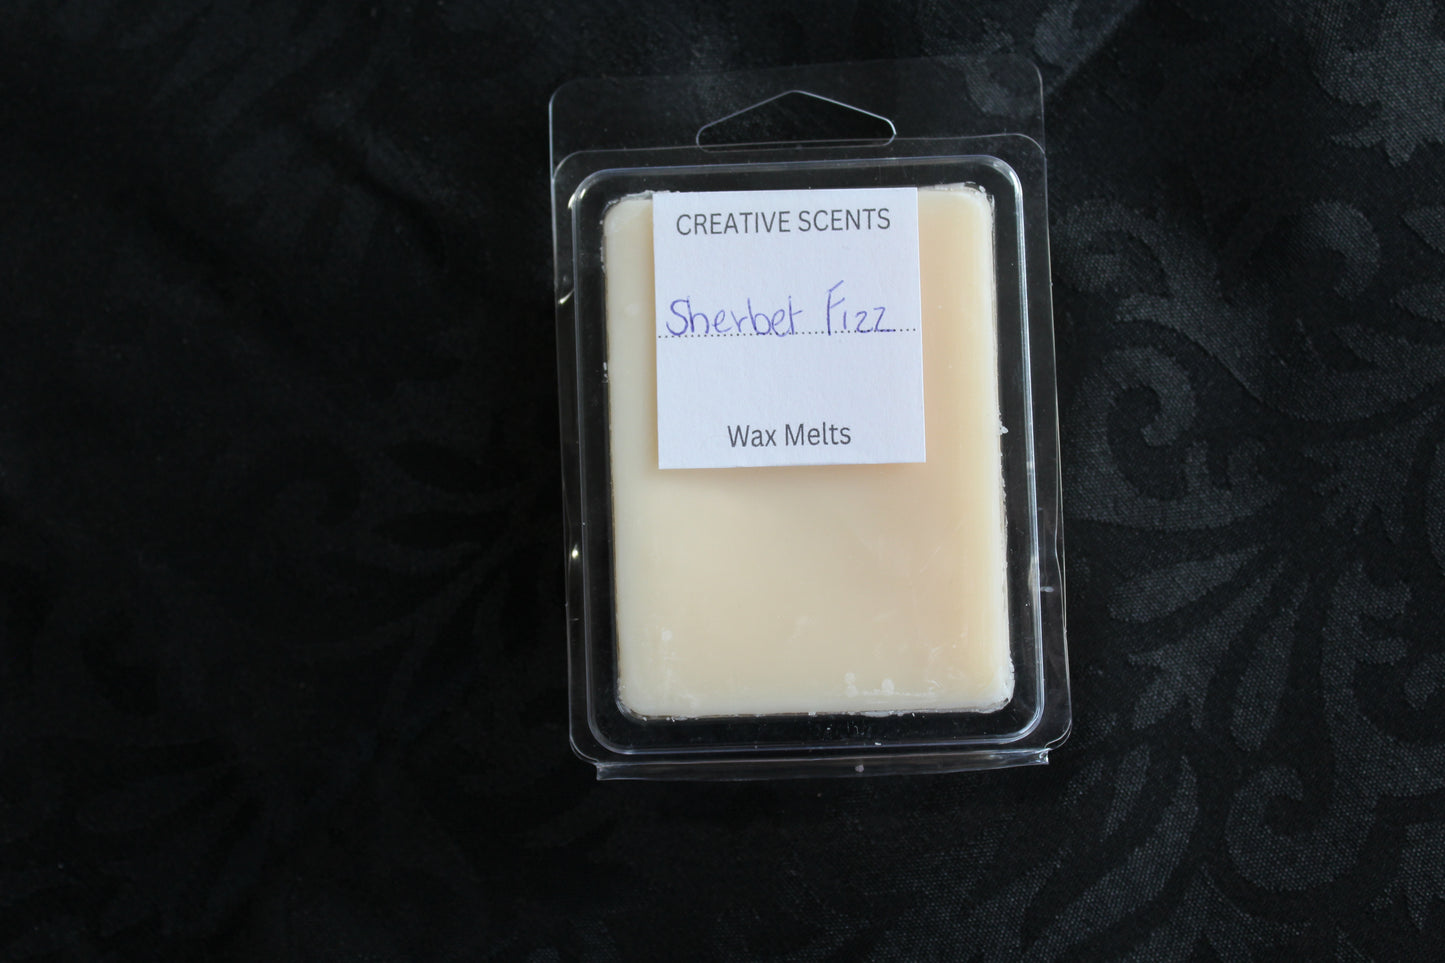 CREATIVE SCENTS
Sherbet Fizz
Wax Melts